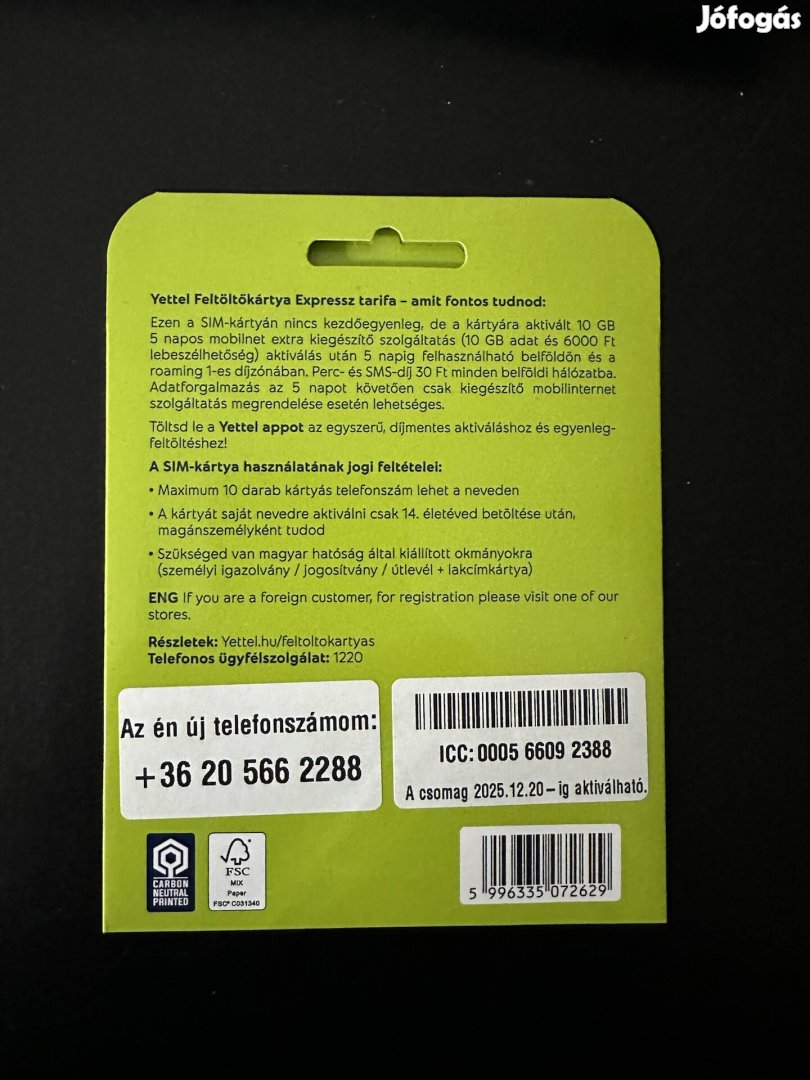 Jófogás
Yettel Feltöltőkártya Expressz tarifa – amit fontos tudnod:
Ezen a SIM-kártyán nincs kezdőegyenleg, de a kártyára aktivált 10 GB
5 napos mobilnet extra kiegészítő szolgáltatás (10 GB adat és 6000 Ft
lebeszélhetőség) aktiválás után 5 napig felhasználható belföldön és a
roaming 1-es díjzónában. Perc- és SMS-díj 30 Ft minden belföldi hálózatba.
Adatforgalmazás az 5 napot követően csak kiegészítő mobilinternet
szolgáltatás megrendelése esetén lehetséges.
Töltsd le a Yettel appot az egyszerű, díjmentes aktiváláshoz és egyenleg-
feltöltéshez!
A SIM-kártya használatának jogi feltételei:
• Maximum 10 darab kártyás telefonszám lehet a neveden
• A kártyát saját nevedre aktiválni csak 14. életéved betöltése után,
magánszemélyként tudod
• Szükséged van magyar hatóság által kiállított okmányokra
(személyi igazolvány / jogosítvány / útlevél + lakcímkártya)
ENG If you are a foreign customer, for registration please visit one of our
stores.
Részletek: Yettel.hu/feltoltokartyas
Telefonos ügyfélszolgálat: 1220
Az én új telefonszámom:
+36 20 566 2288
ICC: 0005 6609 2388
A csomag 2025.12.20 – ig aktiválható.
CARBON
NEUTRAL
PRINTED
FSC
MIX
Paper
FSC® C031340
5 996335 072629